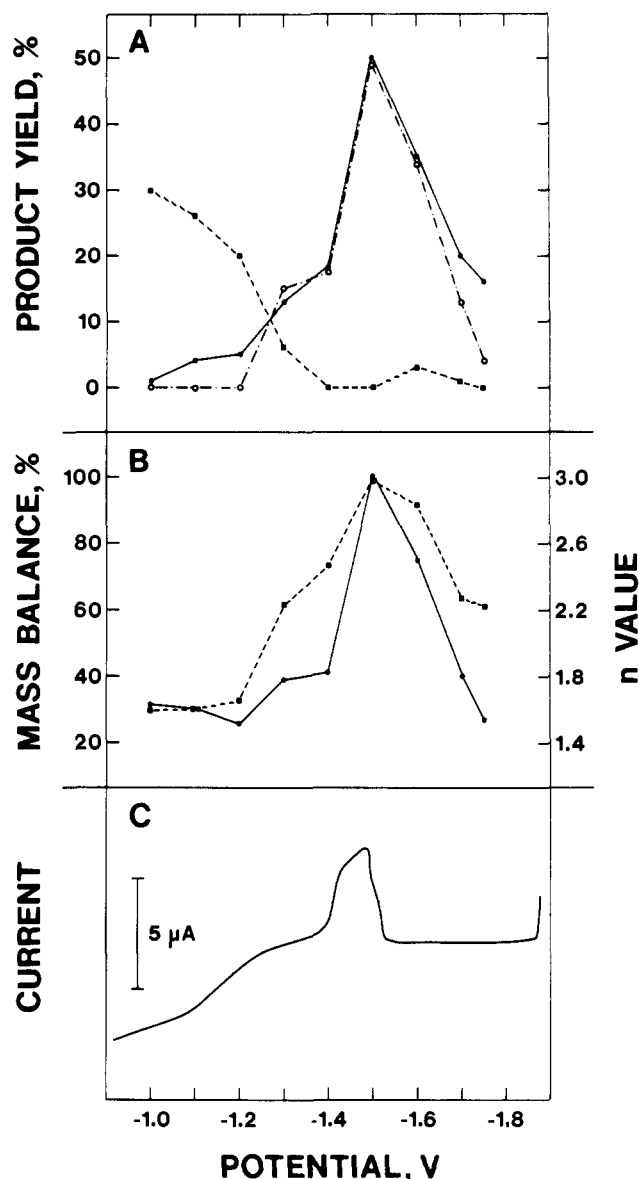 A
PRODUCT YIELD, %
50
40
30
20
10
0
B
MASS BALANCE, %
100
80
60
40
20
3.0
2.6
2.2
1.8
1.4
n VALUE
C
CURRENT
5 µA
-1.0
-1.2
-1.4
-1.6
-1.8
POTENTIAL, V